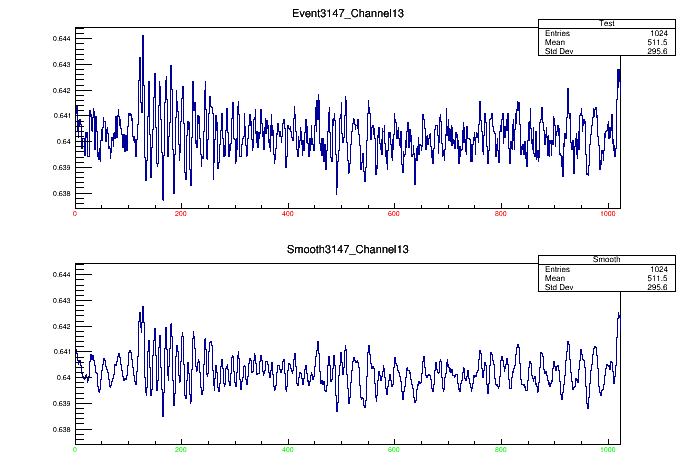 Event3147_Channel13
Test
Entries 1024
Mean 511.5
Std Dev 295.6
0.644
0.643
0.642
0.641
0.64
0.639
0.638
0 200 400 600 800 1000
Smooth3147_Channel13
Smooth
Entries 1024
Mean 511.5
Std Dev 295.6
0.644
0.643
0.642
0.641
0.64
0.639
0.638
0 200 400 600 800 1000